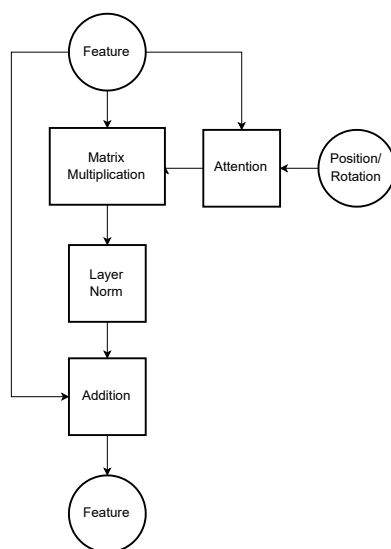 Feature
Matrix
Multiplication
Attention
Position/
Rotation
Layer
Norm
Addition
Feature